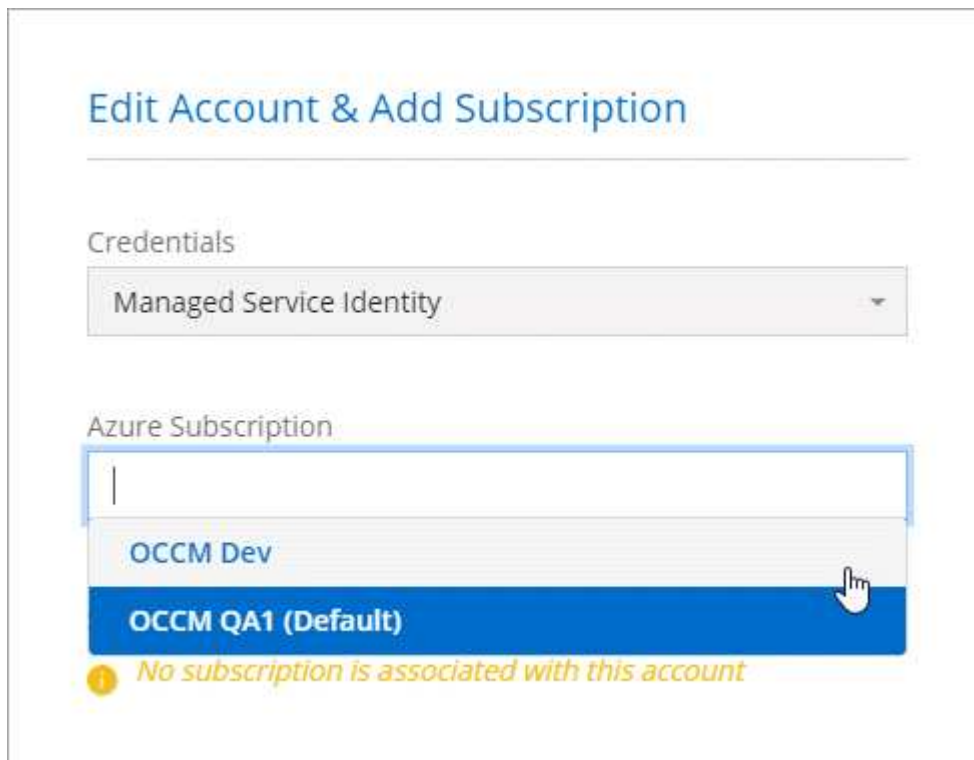 Edit Account & Add Subscription
Credentials
Managed Service Identity
Azure Subscription
OCCM Dev
OCCM QA1 (Default)
No subscription is associated with this account